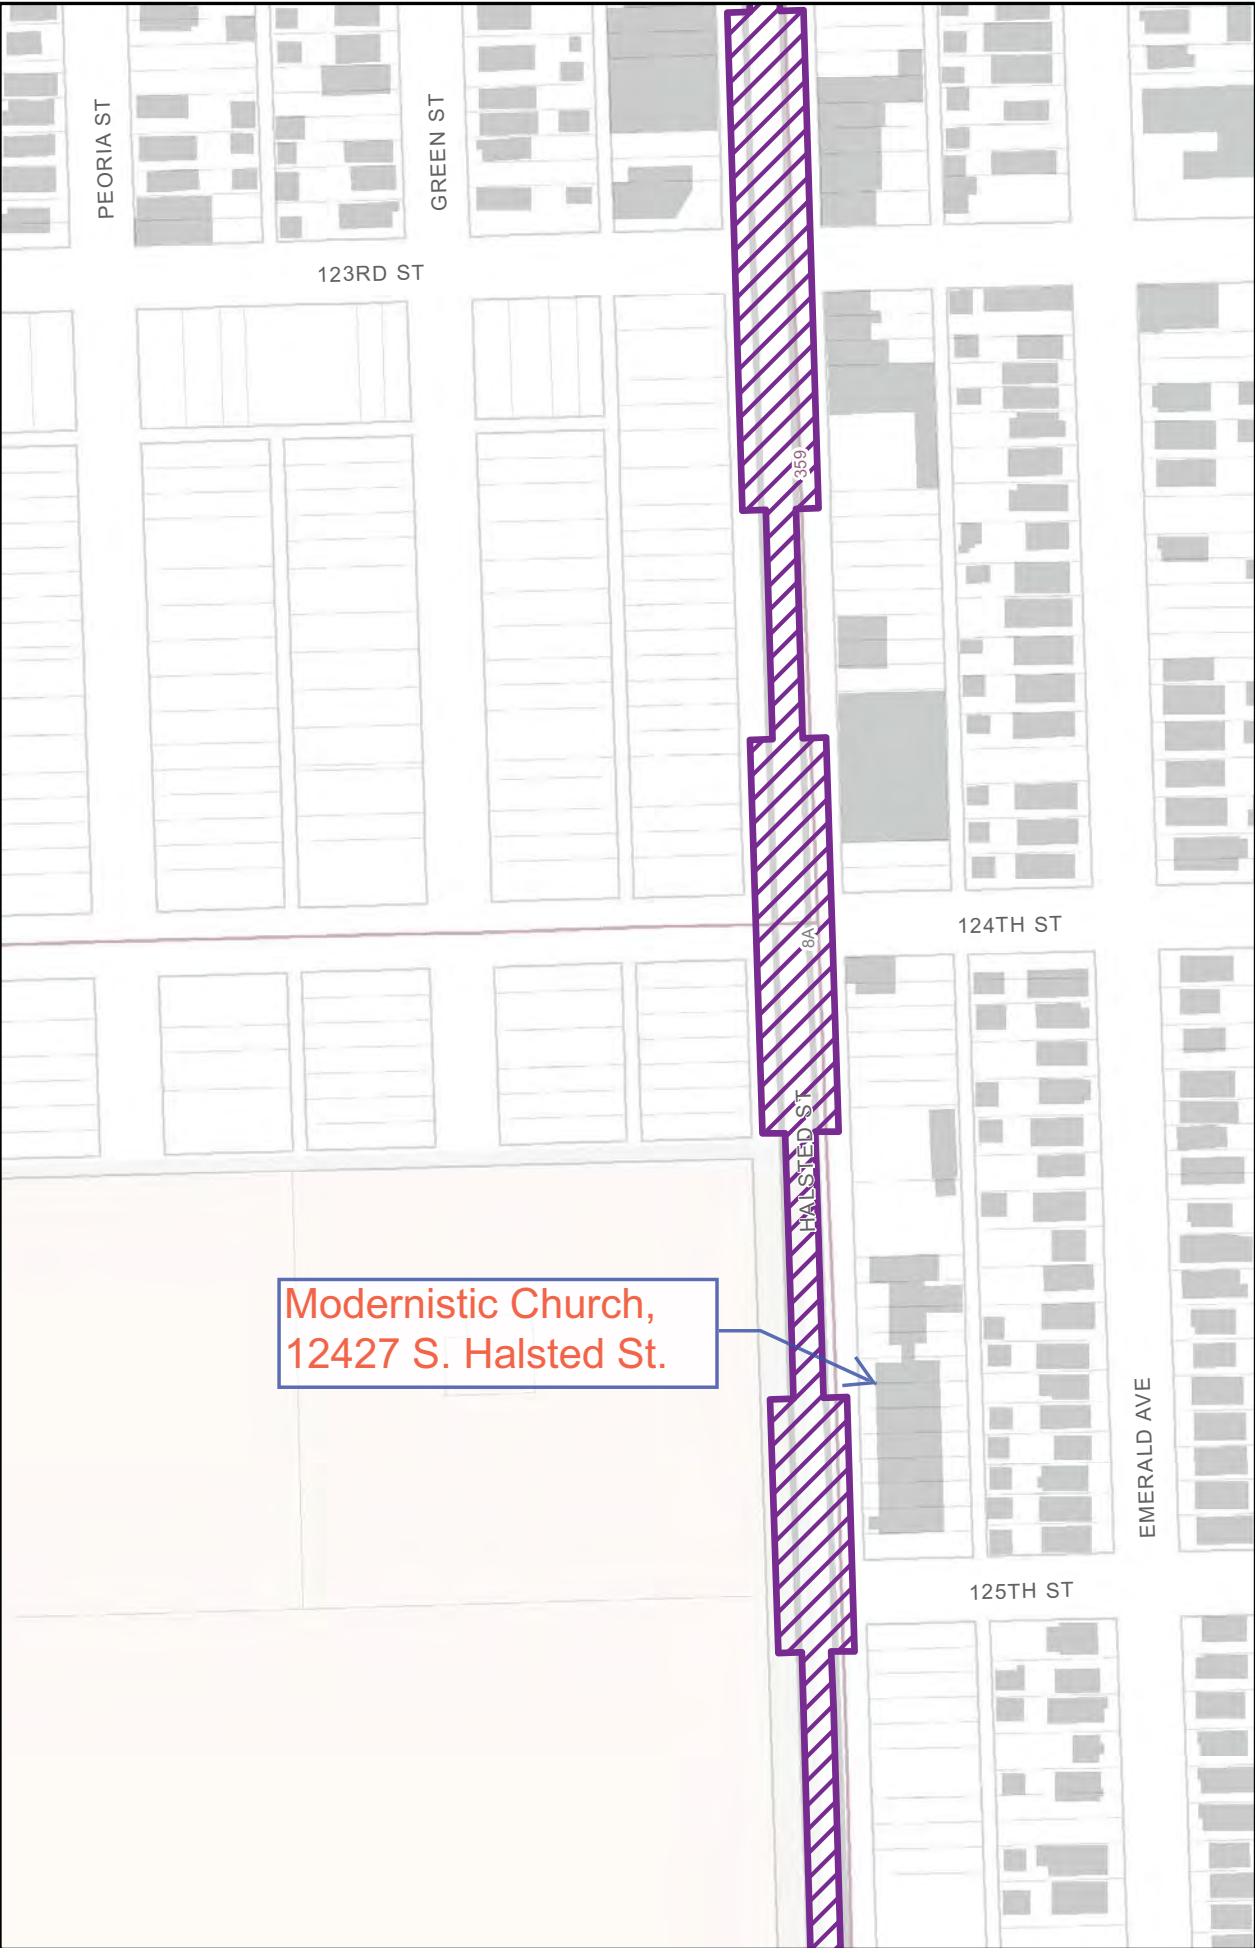 PEORIA ST
GREEN ST
123RD ST
359
124TH ST
8A
HALSTED ST
Modernistic Church,
12427 S. Halsted St.
EMERALD AVE
125TH ST